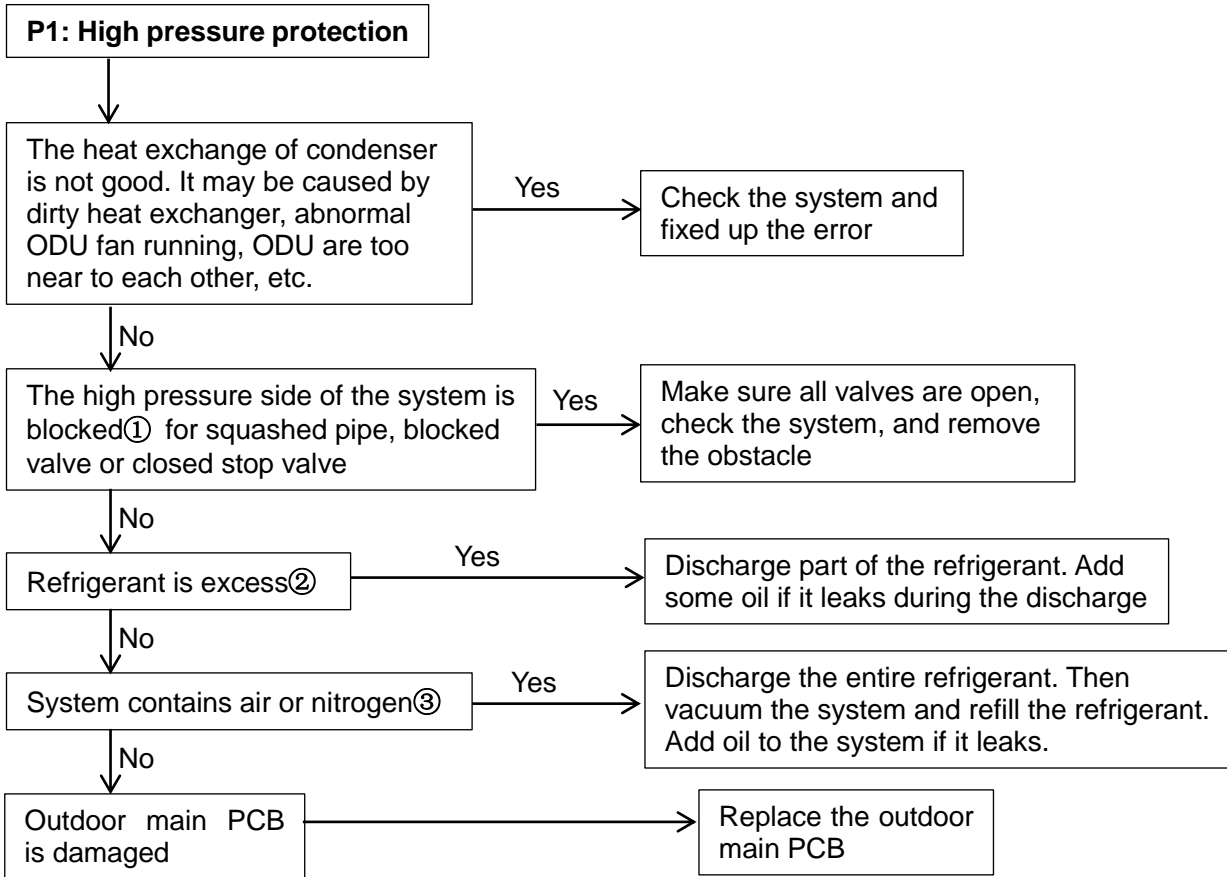 P1: High pressure protection
The heat exchange of condenser
is not good. It may be caused by
dirty heat exchanger, abnormal
ODU fan running, ODU are too
near to each other, etc.
Yes
Check the system and
fixed up the error
No
The high pressure side of the system is
blocked① for squashed pipe, blocked
valve or closed stop valve
Yes
Make sure all valves are open,
check the system, and remove
the obstacle
No
Refrigerant is excess②
Yes
Discharge part of the refrigerant. Add
some oil if it leaks during the discharge
No
System contains air or nitrogen③
Yes
Discharge the entire refrigerant. Then
vacuum the system and refill the refrigerant.
Add oil to the system if it leaks.
No
Outdoor main PCB
is damaged
Replace the outdoor
main PCB